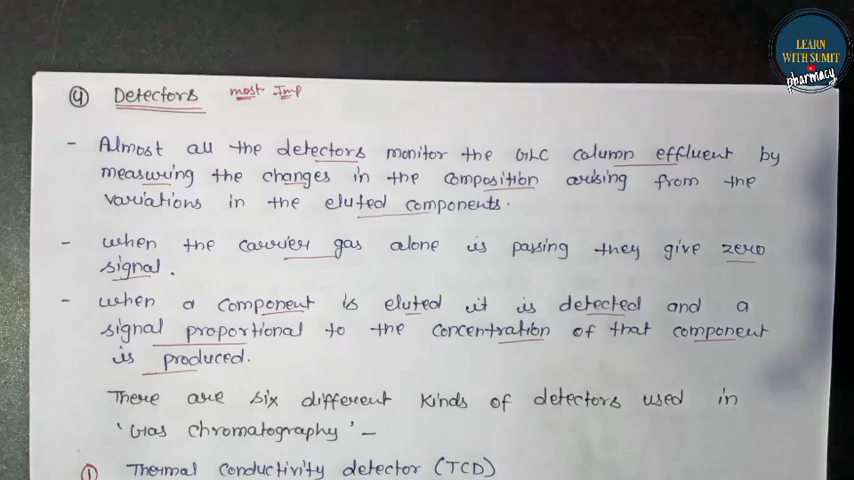 LEARN
WITH SUMIT
pharmacy
④ Detectors most Imp
- Almost all the detectors monitor the GLC column effluent by
measuring the changes in the composition arising from the
variations in the eluted components.
- when the carrier gas alone is passing they give zero
signal.
- when a component is eluted it is detected and a
signal proportional to the concentration of that component
is produced.
There are six different kinds of detectors used in
'Gas chromatography' -
① Thermal conductivity detector (TCD)